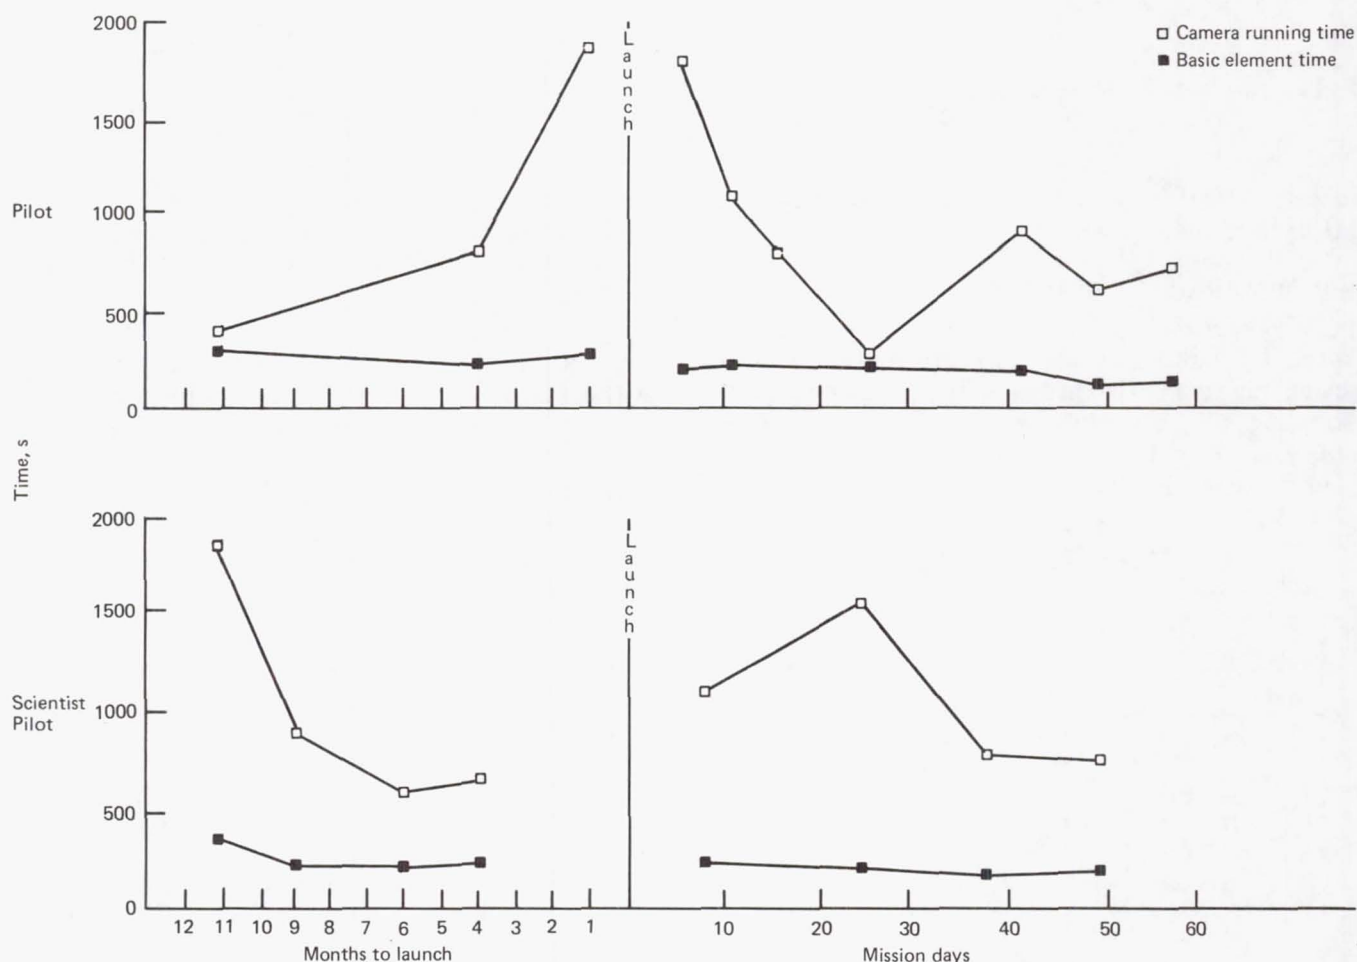 2000
1500
1000
500
0
Pilot
Launch
□ Camera running time
■ Basic element time
Time, s
2000
1500
1000
500
0
Scientist
Pilot
Launch
12 11 10 9 8 7 6 5 4 3 2 1
10 20 30 40 50 60
Months to launch
Mission days